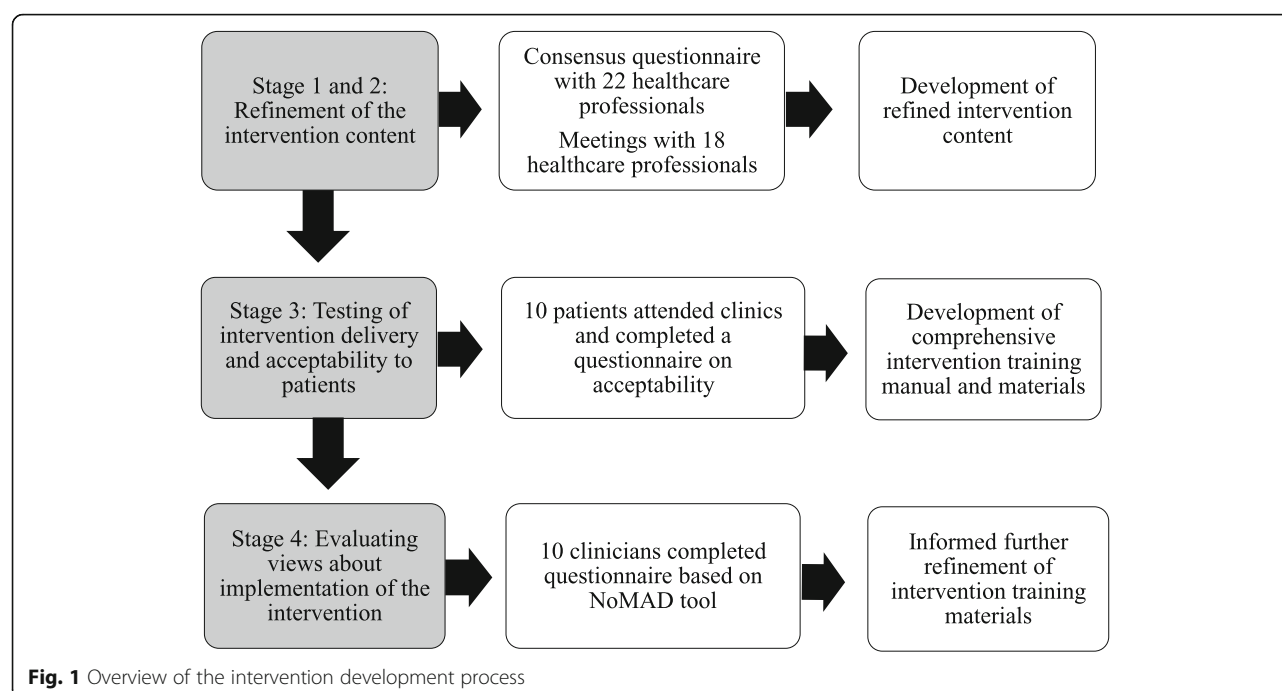 Stage 1 and 2:
Refinement of the
intervention content
Consensus questionnaire
with 22 healthcare
professionals
Meetings with 18
healthcare professionals
Development of
refined intervention
content
Stage 3: Testing of
intervention delivery
and acceptability to
patients
10 patients attended clinics
and completed a
questionnaire on
acceptability
Development of
comprehensive
intervention training
manual and materials
Stage 4: Evaluating
views about
implementation of the
intervention
10 clinicians completed
questionnaire based on
NoMAD tool
Informed further
refinement of
intervention training
materials
Fig. 1 Overview of the intervention development process